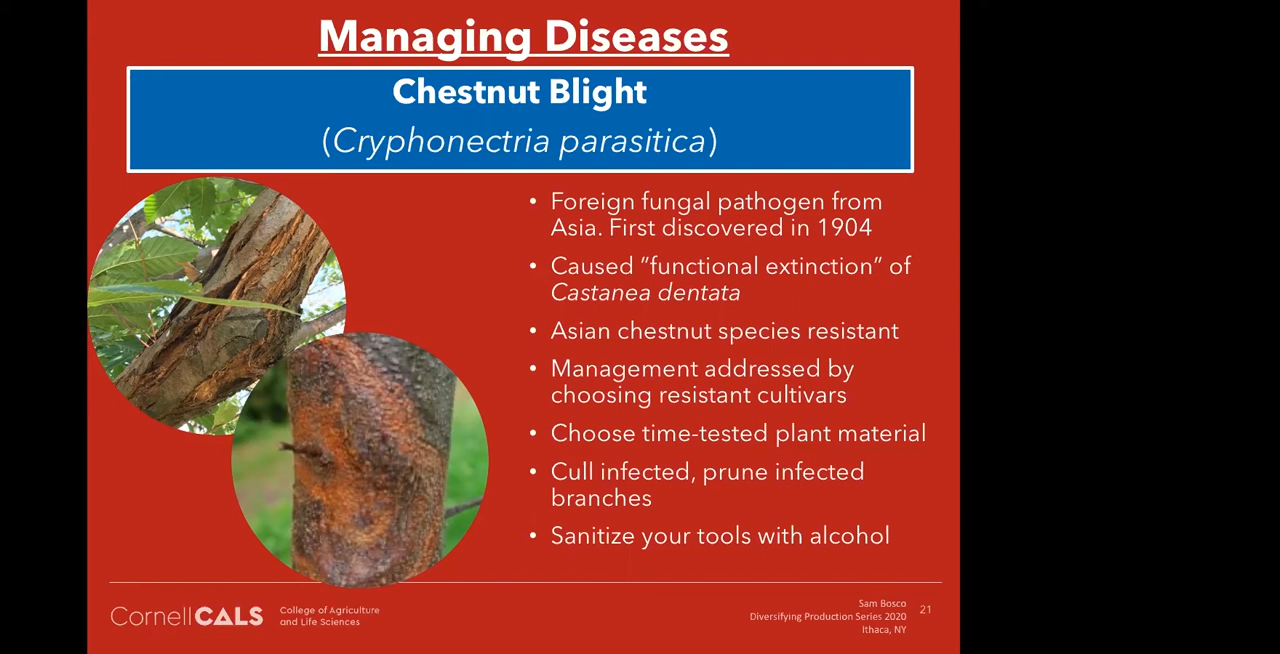 Managing Diseases
Chestnut Blight
(Cryphonectria parasitica)
• Foreign fungal pathogen from
Asia. First discovered in 1904
• Caused ”functional extinction” of
Castanea dentata
• Asian chestnut species resistant
• Management addressed by
choosing resistant cultivars
• Choose time-tested plant material
• Cull infected, prune infected
branches
• Sanitize your tools with alcohol
CornellCALS
College of Agriculture
and Life Sciences
Sam Bosco
Diversifying Production Series 2020
Ithaca, NY
21